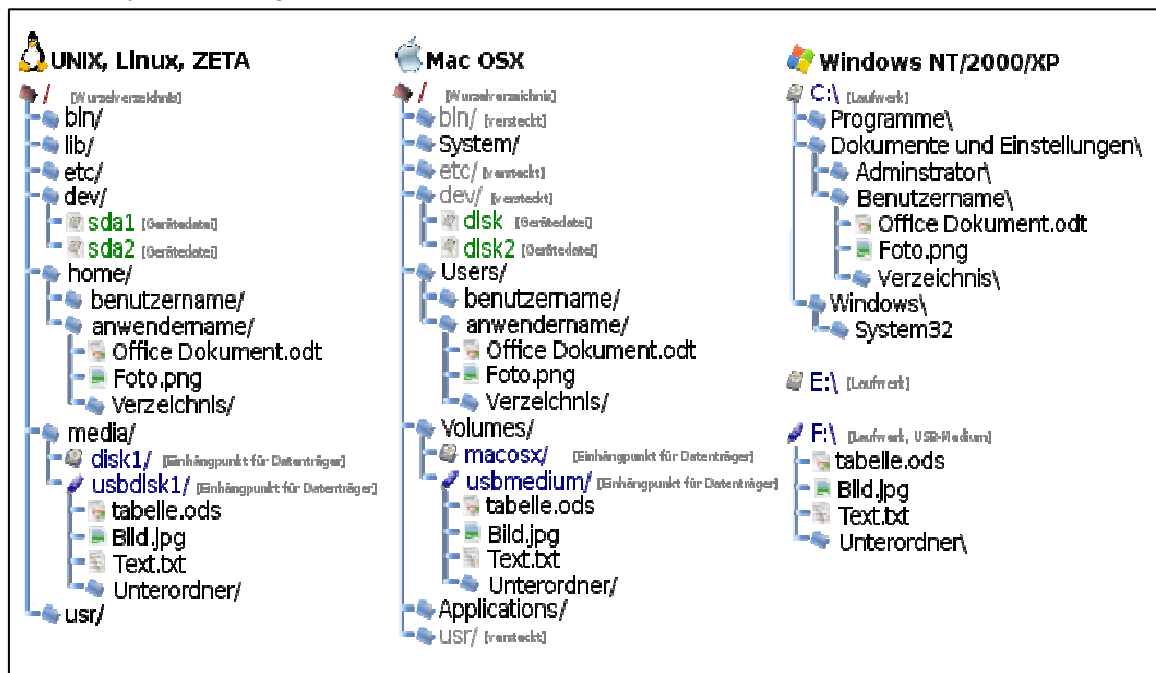 UNIX, Linux, ZETA
/ [Wurzelverzeichnis]
bin/
lib/
etc/
dev/
sda1 [Gerätedatei]
sda2 [Gerätedatei]
home/
benutzername/
anwendername/
Office Dokument.odt
Foto.png
Verzeichnis/
media/
disk1/ [Einhängpunkt für Datenträger]
usbdisk1/ [Einhängpunkt für Datenträger]
tabelle.ods
Bild.jpg
Text.txt
Unterordner/
usr/
Mac OSX
/ [Wurzelverzeichnis]
bin/ [versteckt]
System/
etc/ [versteckt]
dev/ [versteckt]
disk [Gerätedatei]
disk2 [Gerätedatei]
Users/
benutzername/
anwendername/
Office Dokument.odt
Foto.png
Verzeichnis/
Volumes/
macosx/ [Einhängpunkt für Datenträger]
usbmedium/ [Einhängpunkt für Datenträger]
tabelle.ods
Bild.jpg
Text.txt
Unterordner/
Applications/
usr/ [versteckt]
Windows NT/2000/XP
C:\ [Laufwerk]
Programme\
Dokumente und Einstellungen\
Adminstrator\
Benutzername\
Office Dokument.odt
Foto.png
Verzeichnis\
Windows\
System32
E:\ [Laufwerk]
F:\ [Laufwerk, USB-Medium]
tabelle.ods
Bild.jpg
Text.txt
Unterordner\